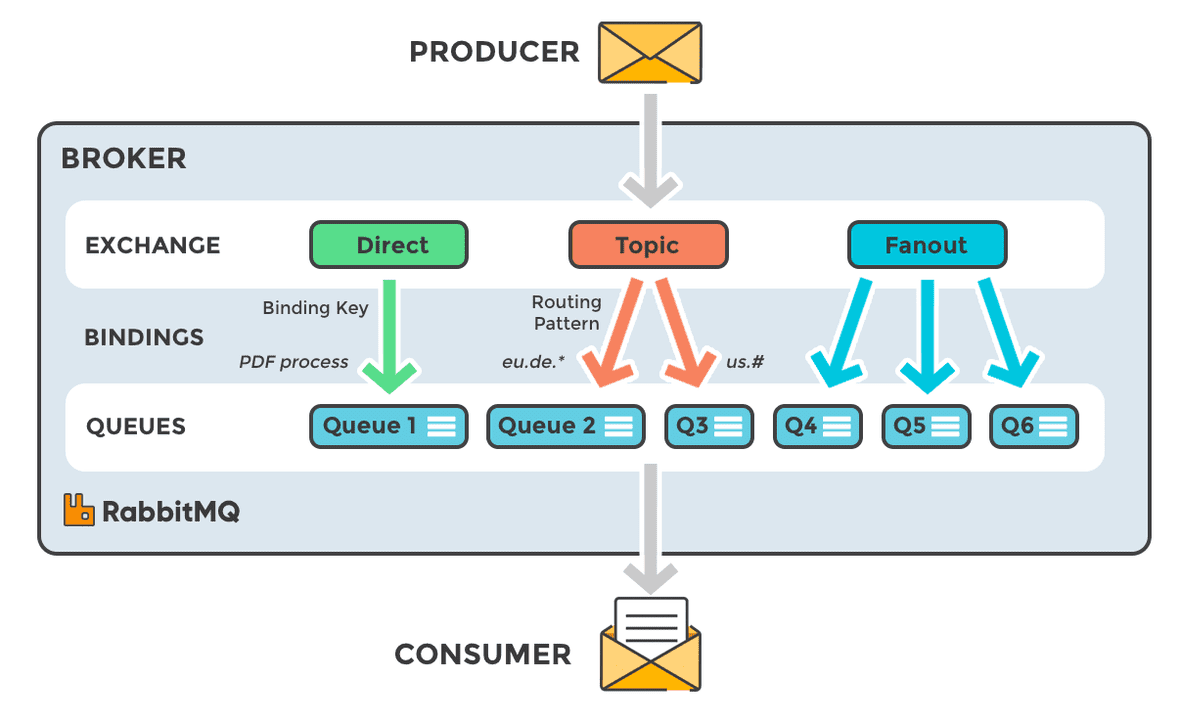 PRODUCER
BROKER
EXCHANGE
Direct
Topic
Fanout
Binding Key
Routing
Pattern
BINDINGS
PDF process
eu.de.*
us.#
QUEUES
Queue 1
Queue 2
Q3
Q4
Q5
Q6
RabbitMQ
CONSUMER